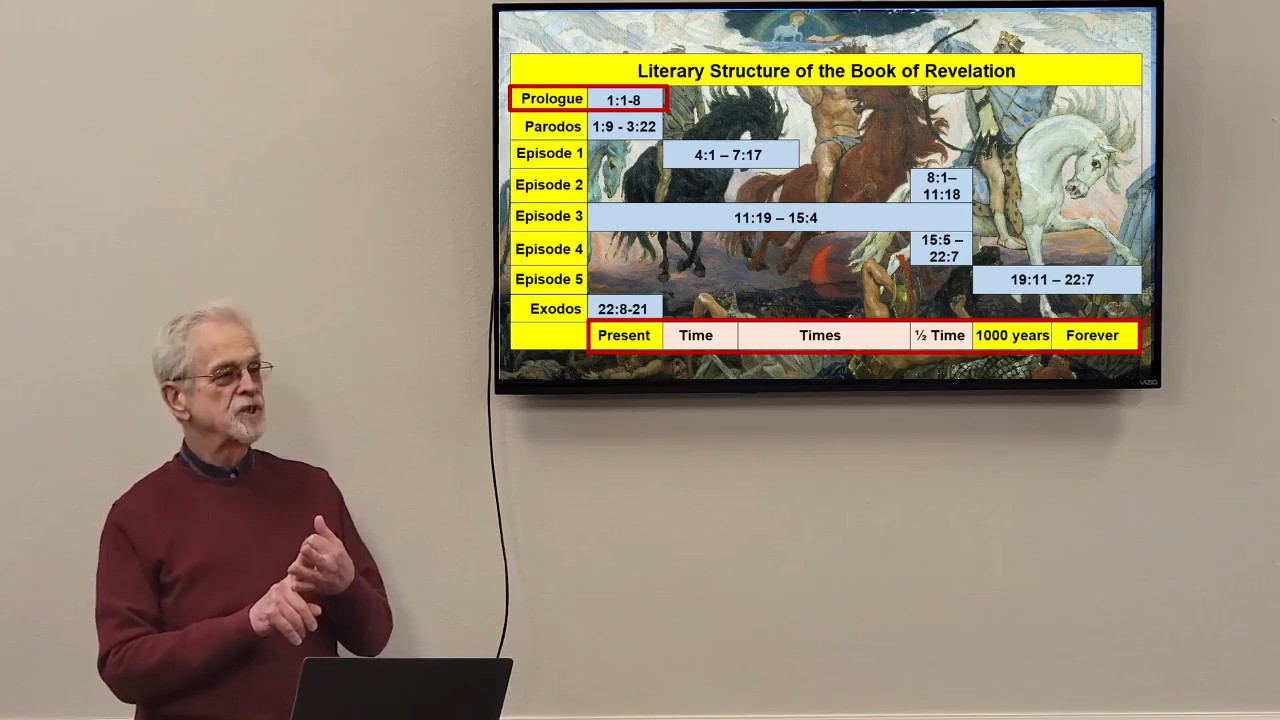 Literary Structure of the Book of Revelation
Prologue 1:1-8
Parodos 1:9 - 3:22
Episode 1 4:1 – 7:17
Episode 2 8:1–
11:18
Episode 3 11:19 – 15:4
Episode 4 15:5 –
22:7
Episode 5 19:11 – 22:7
Exodos 22:8-21
Present Time Times ½ Time 1000 years Forever
VIZIO